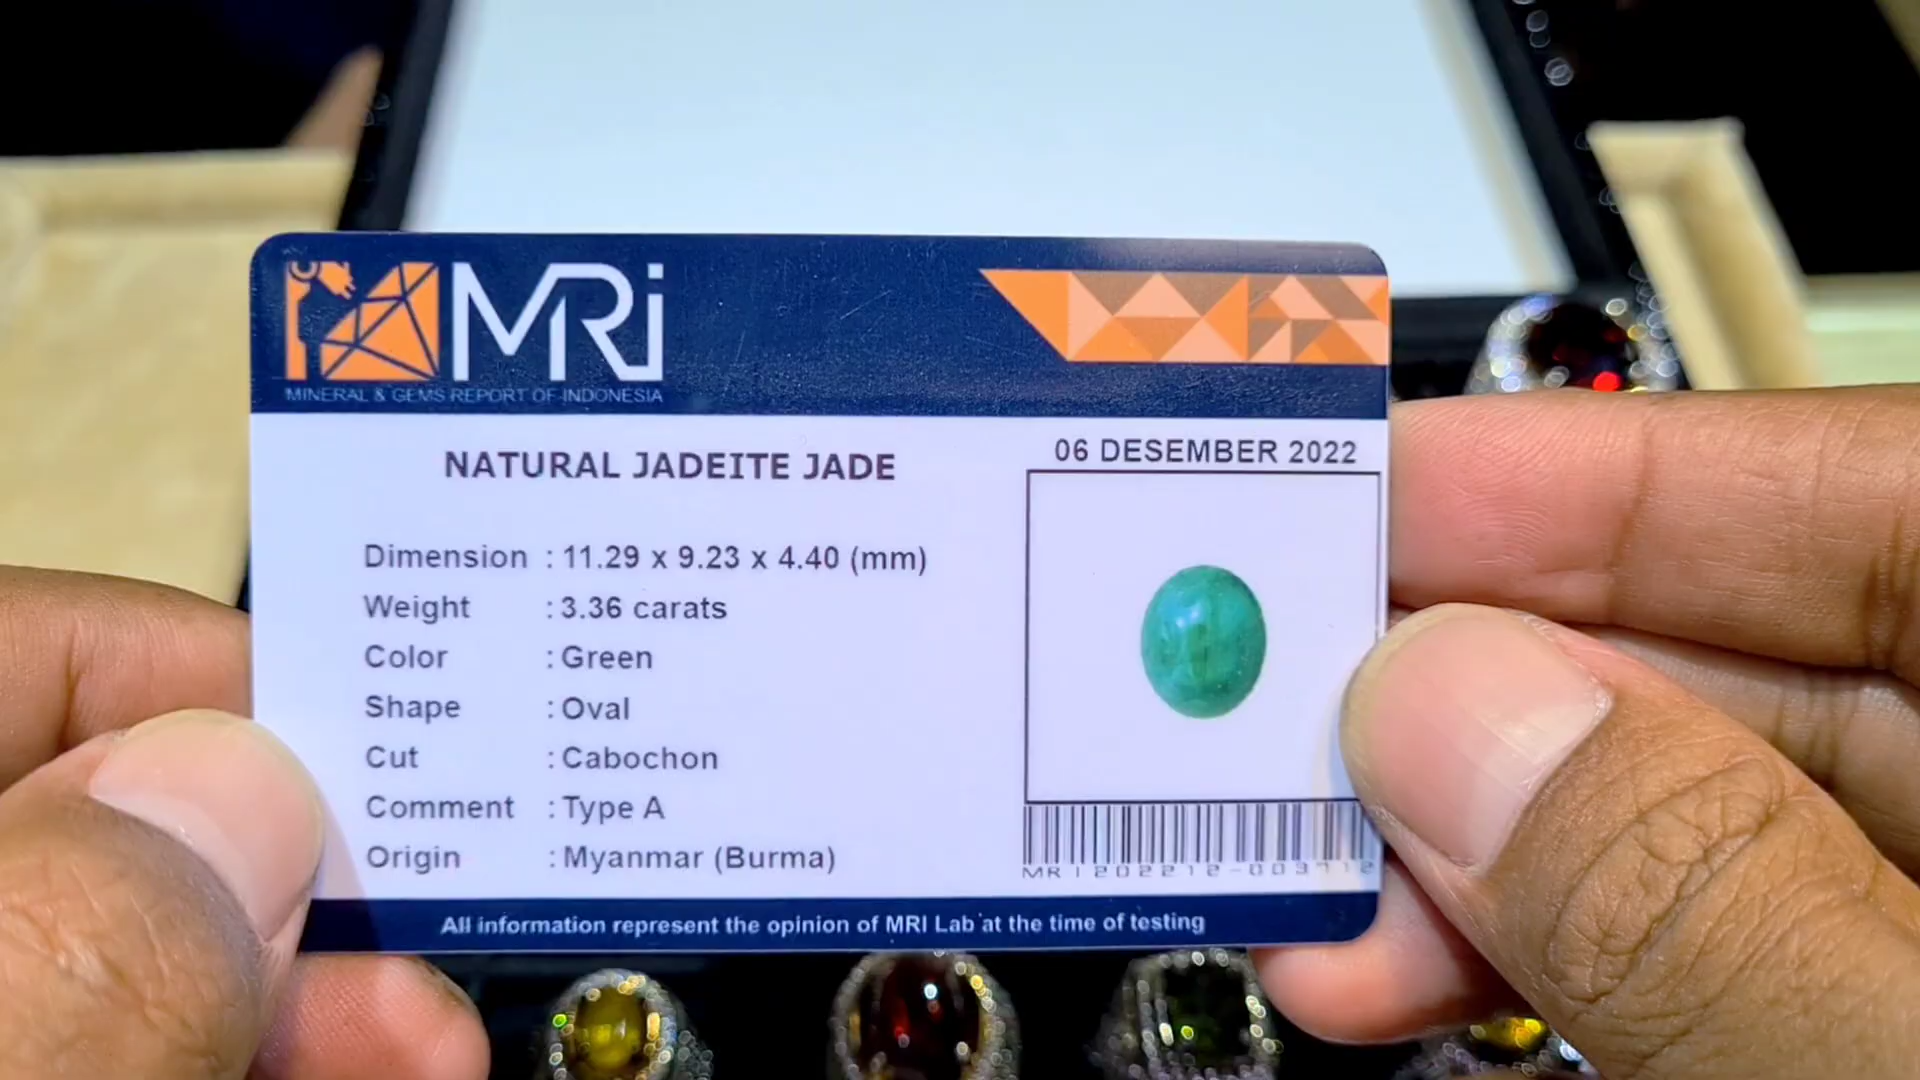 MRi
MINERAL & GEMS REPORT OF INDONESIA
NATURAL JADEITE JADE
06 DESEMBER 2022
Dimension : 11.29 x 9.23 x 4.40 (mm)
Weight : 3.36 carats
Color : Green
Shape : Oval
Cut : Cabochon
Comment : Type A
Origin : Myanmar (Burma)
MRI202212-003712
All information represent the opinion of MRI Lab at the time of testing